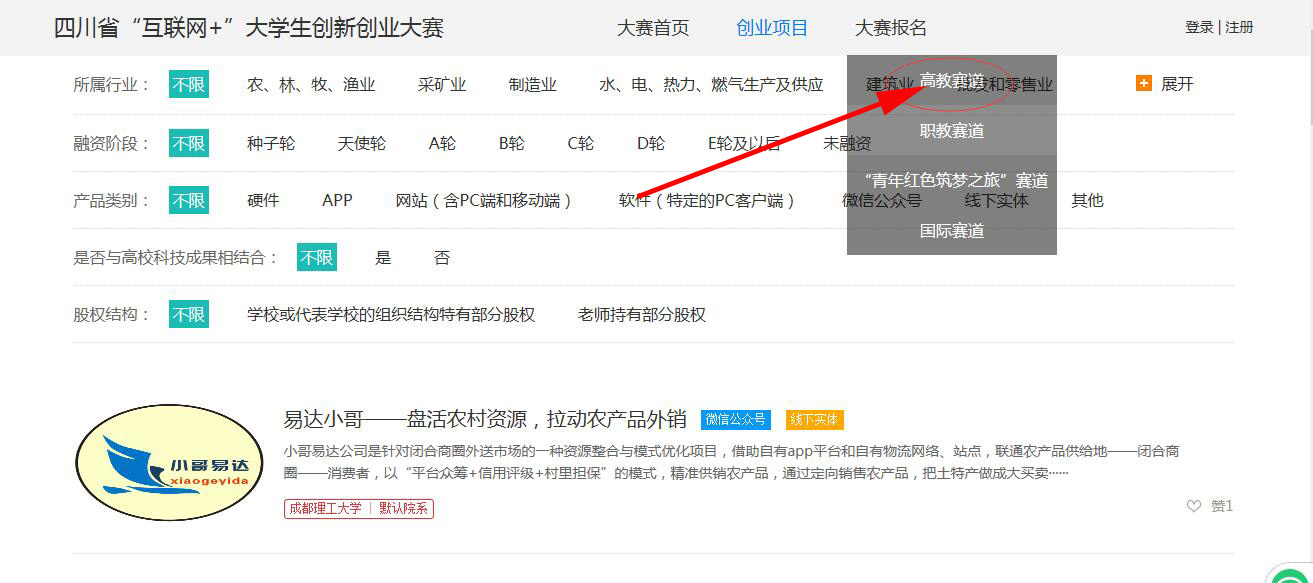 四川省“互联网+”大学生创新创业大赛 大赛首页 创业项目 大赛报名 登录 | 注册
所属行业： 不限 农、林、牧、渔业 采矿业 制造业 水、电、热力、燃气生产及供应 建筑业 批发和零售业 展开
高教赛道
职教赛道
“青年红色筑梦之旅”赛道
国际赛道
融资阶段： 不限 种子轮 天使轮 A轮 B轮 C轮 D轮 E轮及以后 未融资
产品类别： 不限 硬件 APP 网站（含PC端和移动端） 软件（特定的PC客户端） 微信公众号 线下实体 其他
是否与高校科技成果相结合： 不限 是 否
股权结构： 不限 学校或代表学校的组织结构特有部分股权 老师持有部分股权
小哥易达
xiaogeyida
易达小哥——盘活农村资源，拉动农产品外销 微信公众号 线下实体
小哥易达公司是针对闭合商圈外送市场的一种资源整合与模式优化项目，借助自有app平台和自有物流网络、站点，联通农产品供给地——闭合商
圈——消费者，以“平台众筹+信用评级+村里担保”的模式，精准供销农产品，通过定向销售农产品，把土特产做成大买卖……
成都理工大学 | 默认院系 赞1